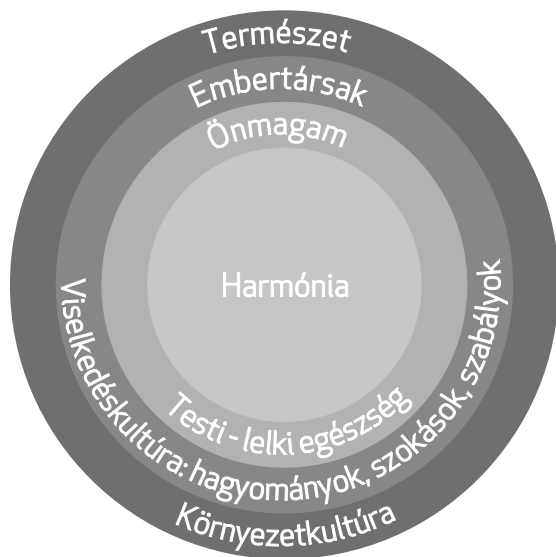 Természet
Embertársak
Önmagam
Harmónia
Testi - lelki egészség
Viselkedéskultúra: hagyományok, szokások, szabályok
Környezetkultúra